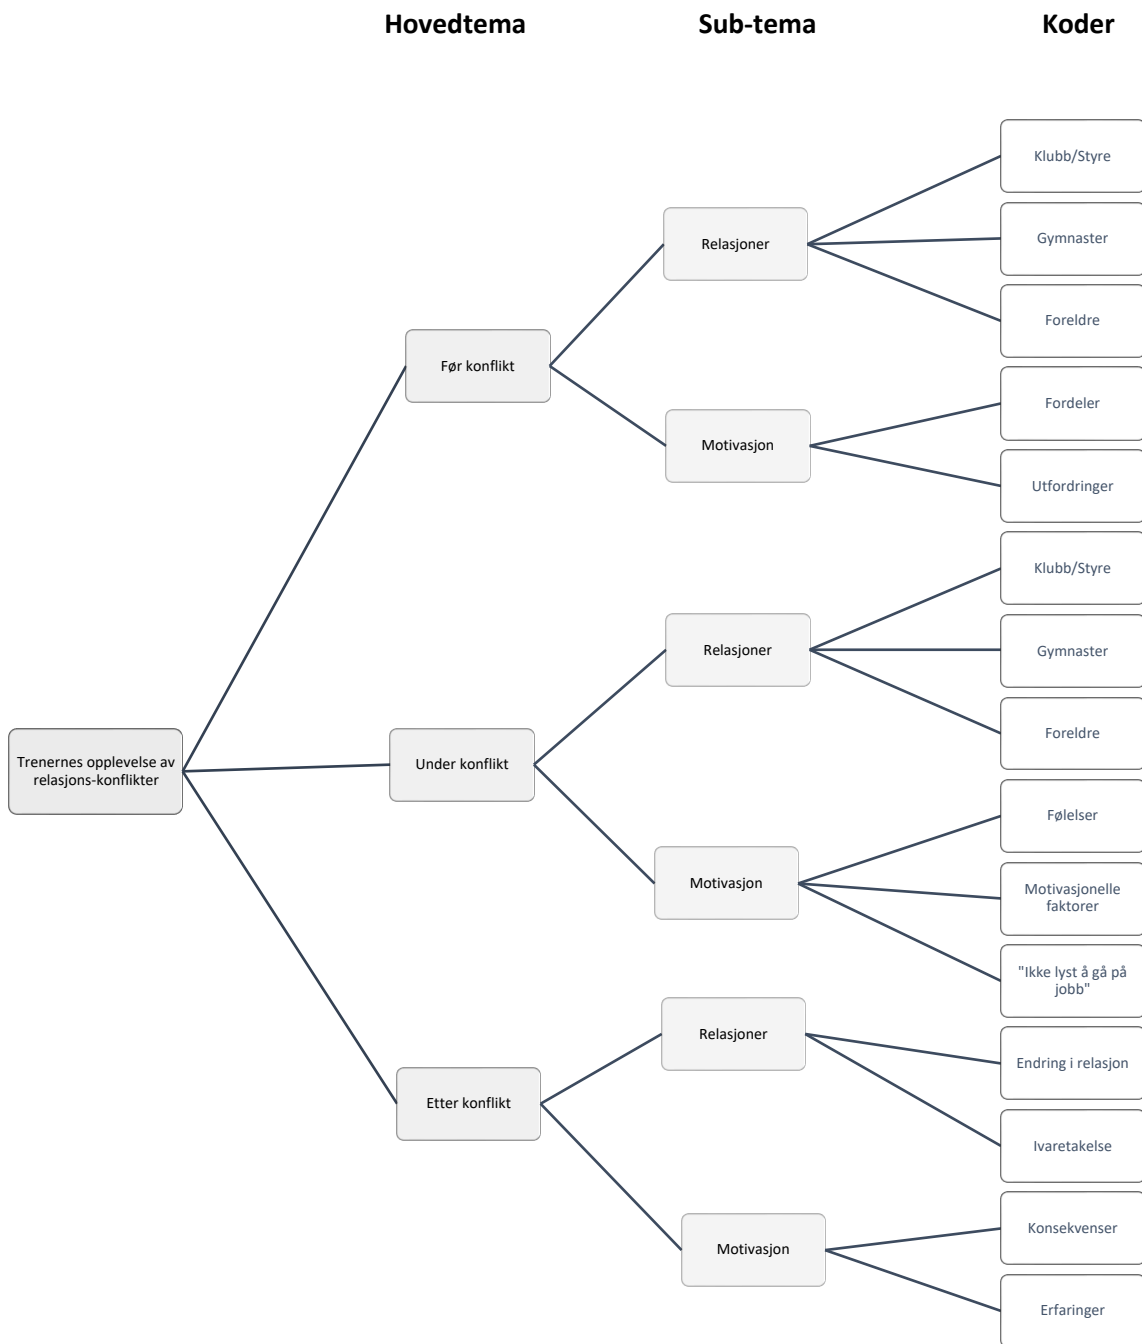 Hovedtema
Sub-tema
Koder
Trenernes opplevelse av
relasjons-konflikter
Før konflikt
Relasjoner
Klubb/Styre
Gymnaster
Foreldre
Motivasjon
Fordeler
Utfordringer
Under konflikt
Relasjoner
Klubb/Styre
Gymnaster
Foreldre
Motivasjon
Følelser
Motivasjonelle
faktorer
"Ikke lyst å gå på
jobb"
Etter konflikt
Relasjoner
Endring i relasjon
Ivaretakelse
Motivasjon
Konsekvenser
Erfaringer